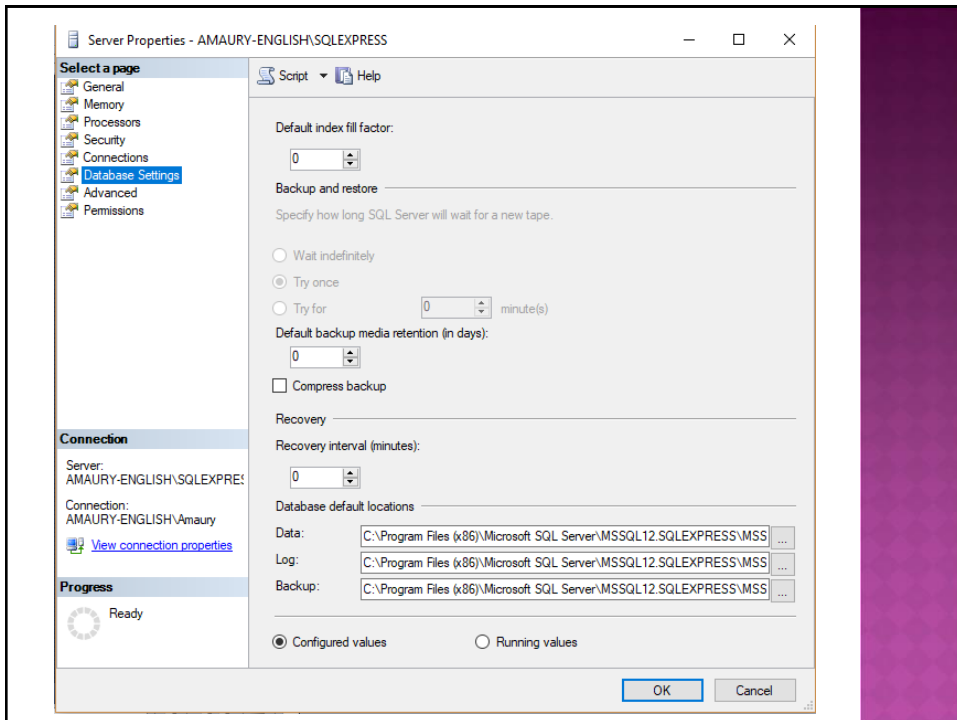 Server Properties - AMAURY-ENGLISH\SQLEXPRESS
Select a page
General
Memory
Processors
Security
Connections
Database Settings
Advanced
Permissions
Script
Help
Default index fill factor:
0
Backup and restore
Specify how long SQL Server will wait for a new tape.
Wait indefinitely
Try once
Try for 0 minute(s)
Default backup media retention (in days):
0
Compress backup
Recovery
Recovery interval (minutes):
0
Database default locations
Data: C:\Program Files (x86)\Microsoft SQL Server\MSSQL12.SQLEXPRESS\MSS ...
Log: C:\Program Files (x86)\Microsoft SQL Server\MSSQL12.SQLEXPRESS\MSS ...
Backup: C:\Program Files (x86)\Microsoft SQL Server\MSSQL12.SQLEXPRESS\MSS ...
Configured values
Running values
Connection
Server:
AMAURY-ENGLISH\SQLEXPRES
Connection:
AMAURY-ENGLISH\Amaury
View connection properties
Progress
Ready
OK
Cancel